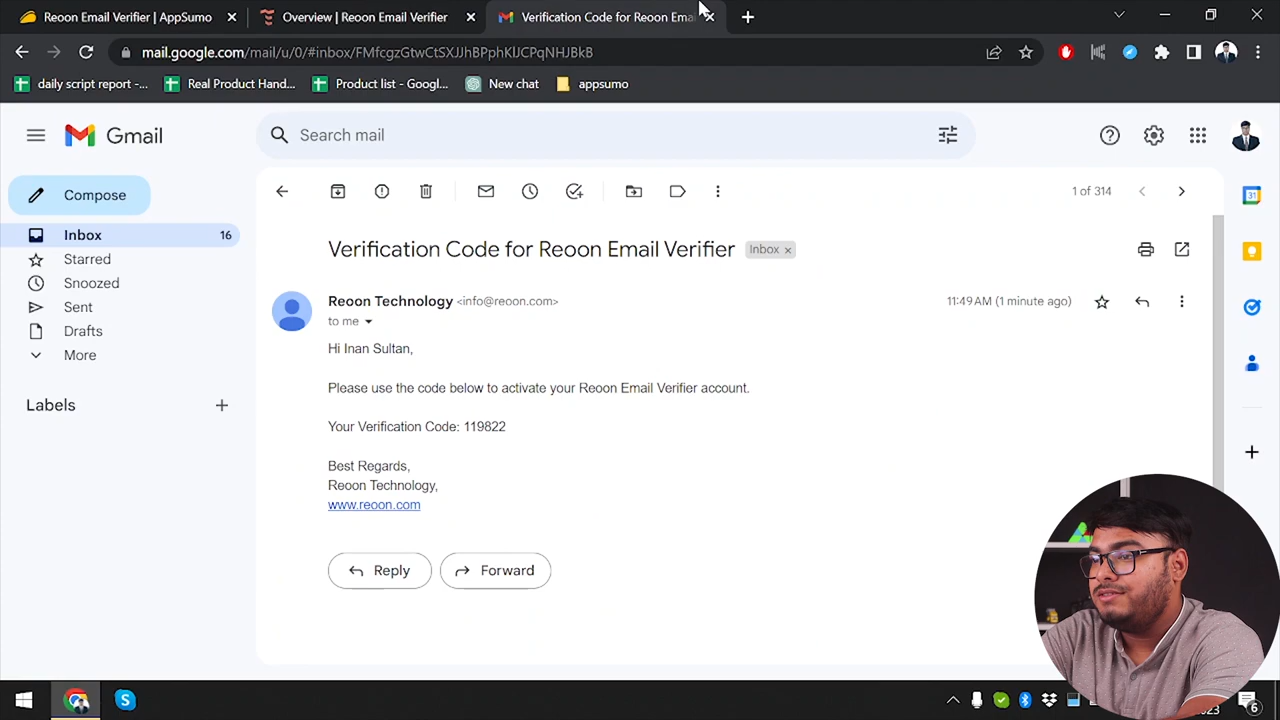 Reoon Email Verifier | AppSumo
Overview | Reoon Email Verifier
Verification Code for Reoon Ema
mail.google.com/mail/u/0/#inbox/FMfcgzGtwCtSXJJhBPphKlJCPqNHJBkB
daily script report -...
Real Product Hand...
Product list - Googl...
New chat
appsumo
Gmail
Search mail
Compose
1 of 314
Inbox 16
Starred
Snoozed
Sent
Drafts
More
Labels
31
Verification Code for Reoon Email Verifier
Inbox x
Reoon Technology <info@reoon.com>
11:49 AM (1 minute ago)
to me
Hi Inan Sultan,
Please use the code below to activate your Reoon Email Verifier account.
Your Verification Code: 119822
Best Regards,
Reoon Technology,
www.reoon.com
Reply
Forward
6